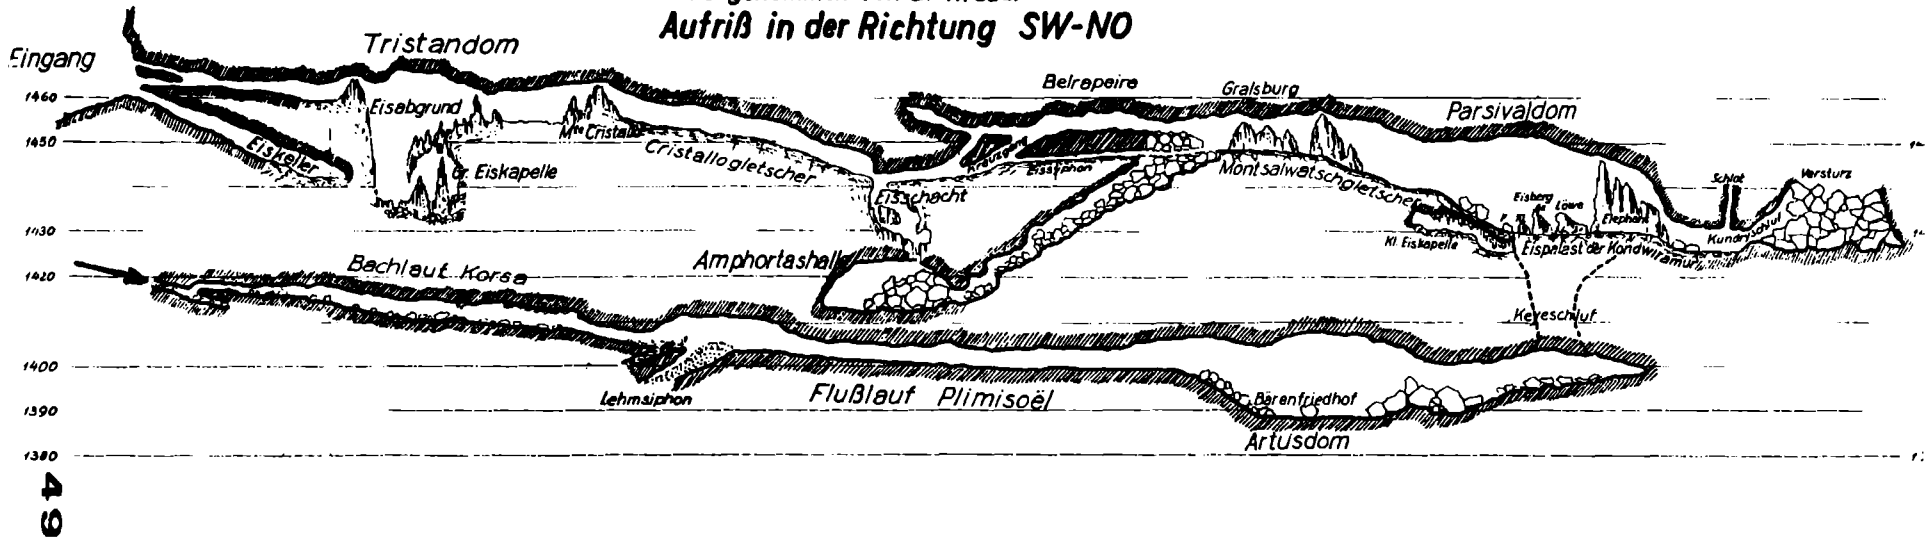 Aufriß in der Richtung SW-NO
Eingang
Tristandom
Belrapeire
Gralsburg
Parsivaldom
1460
Eisabgrund
Mte Cristallo
1450
Eiskeller
Gr. Eiskapelle
Cristallogletscher
Eissiphon
Montsalwatschgletscher
Schlot
Versturz
Eisschacht
Eisberg
Löwe
Elephant
1430
Kl. Eiskapelle
Eispalast der Kondwiramur
Kundryschluf
Amphortashalle
1420
Bachlauf Korsa
Keyeschluf
1400
Lehmsiphon
Flußlauf Plimisoël
Bärenfriedhof
1390
Artusdom
1380
49